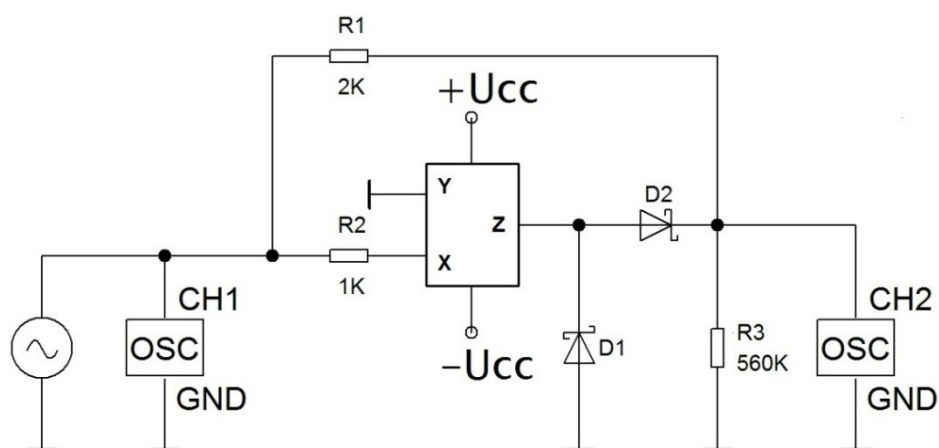 R1
2K
+Ucc
Y
R2
Z
D2
X
1K
CH1
OSC
GND
-Ucc
D1
R3
560K
CH2
OSC
GND